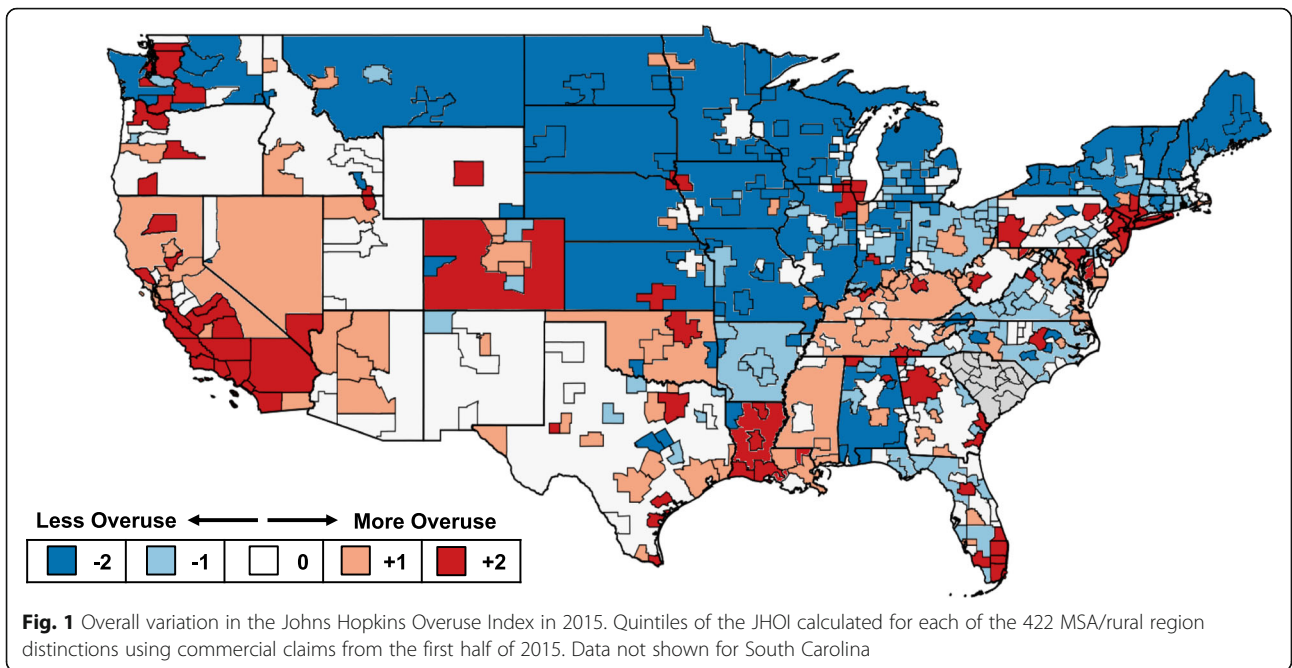 Less Overuse More Overuse
-2 -1 0 +1 +2
Fig. 1 Overall variation in the Johns Hopkins Overuse Index in 2015. Quintiles of the JHOI calculated for each of the 422 MSA/rural region
distinctions using commercial claims from the first half of 2015. Data not shown for South Carolina